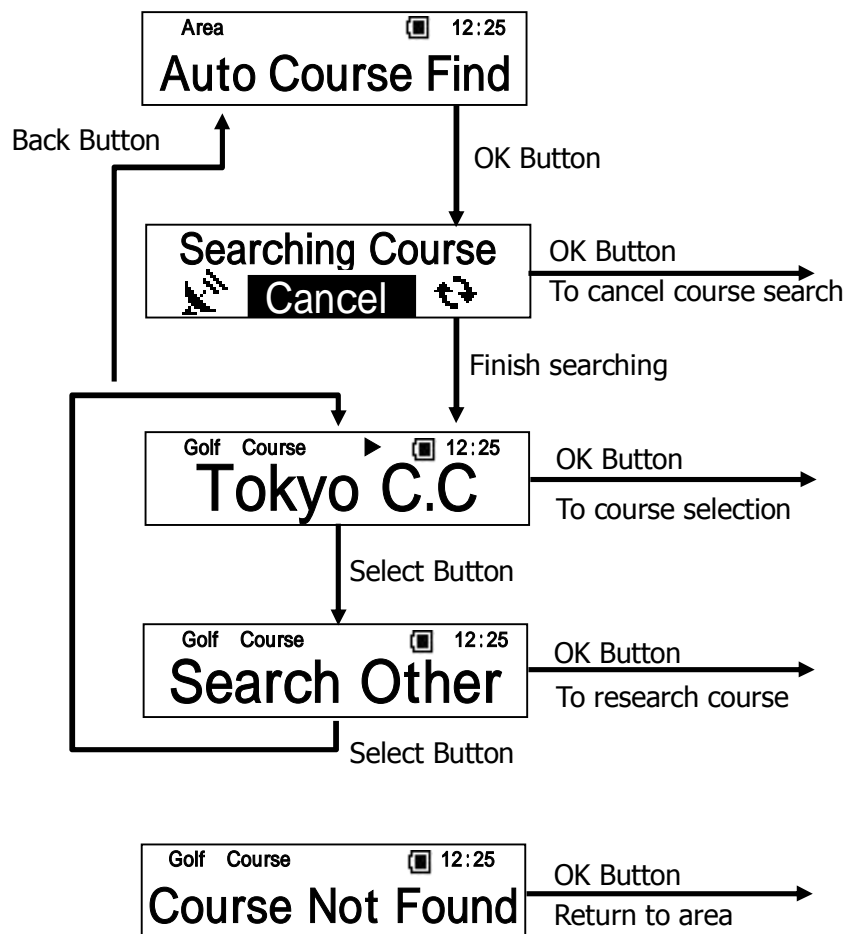 Area 12:25
Auto Course Find
Back Button
OK Button
Searching Course
Cancel
OK Button
To cancel course search
Finish searching
Golf Course 12:25
Tokyo C.C
OK Button
To course selection
Select Button
Golf Course 12:25
Search Other
OK Button
To research course
Select Button
Golf Course 12:25
Course Not Found
OK Button
Return to area